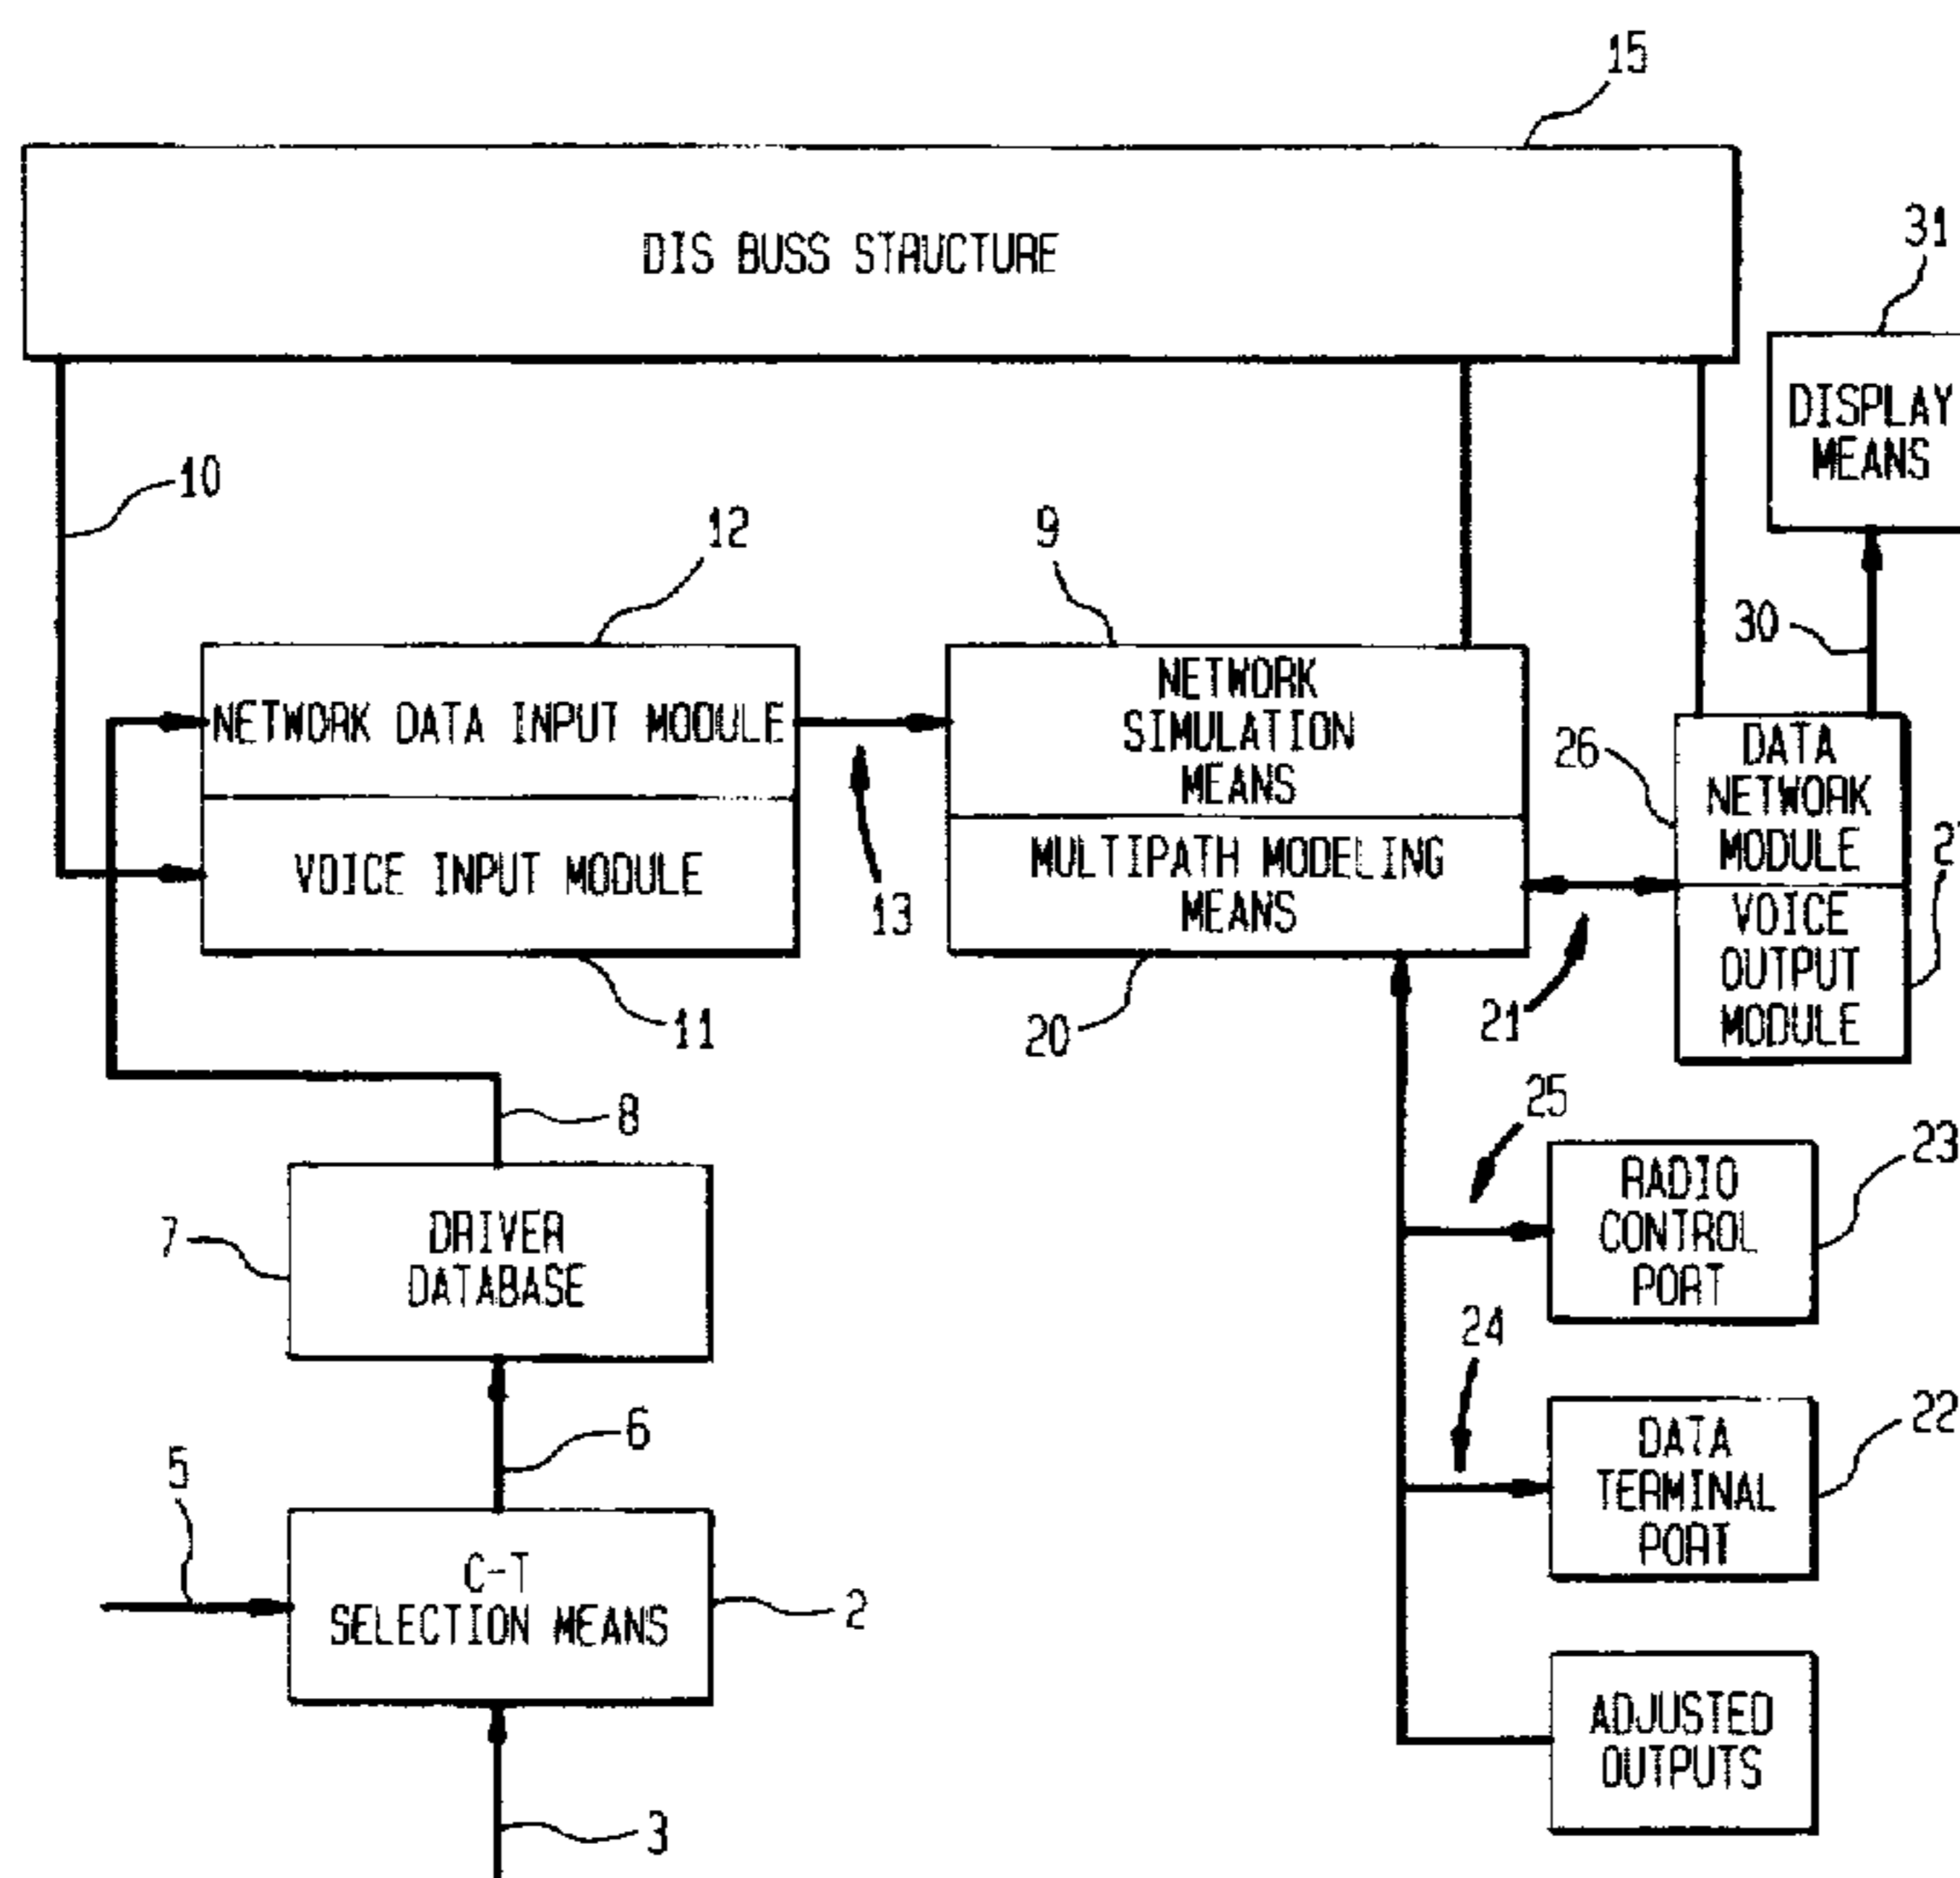 15
DIS BUSS STRUCTURE
31
DISPLAY
MEANS
10
12
9
30
NETWORK DATA INPUT MODULE
VOICE INPUT MODULE
13
NETWORK
SIMULATION
MEANS
MULTIPATH MODELING
MEANS
26
DATA
NETWORK
MODULE
VOICE
OUTPUT
MODULE
11
20
21
8
25
7
DRIVER
DATABASE
RADIO
CONTROL
PORT
23
24
6
5
DATA
TERMINAL
PORT
22
C-T
SELECTION MEANS
2
ADJUSTED
OUTPUTS
3